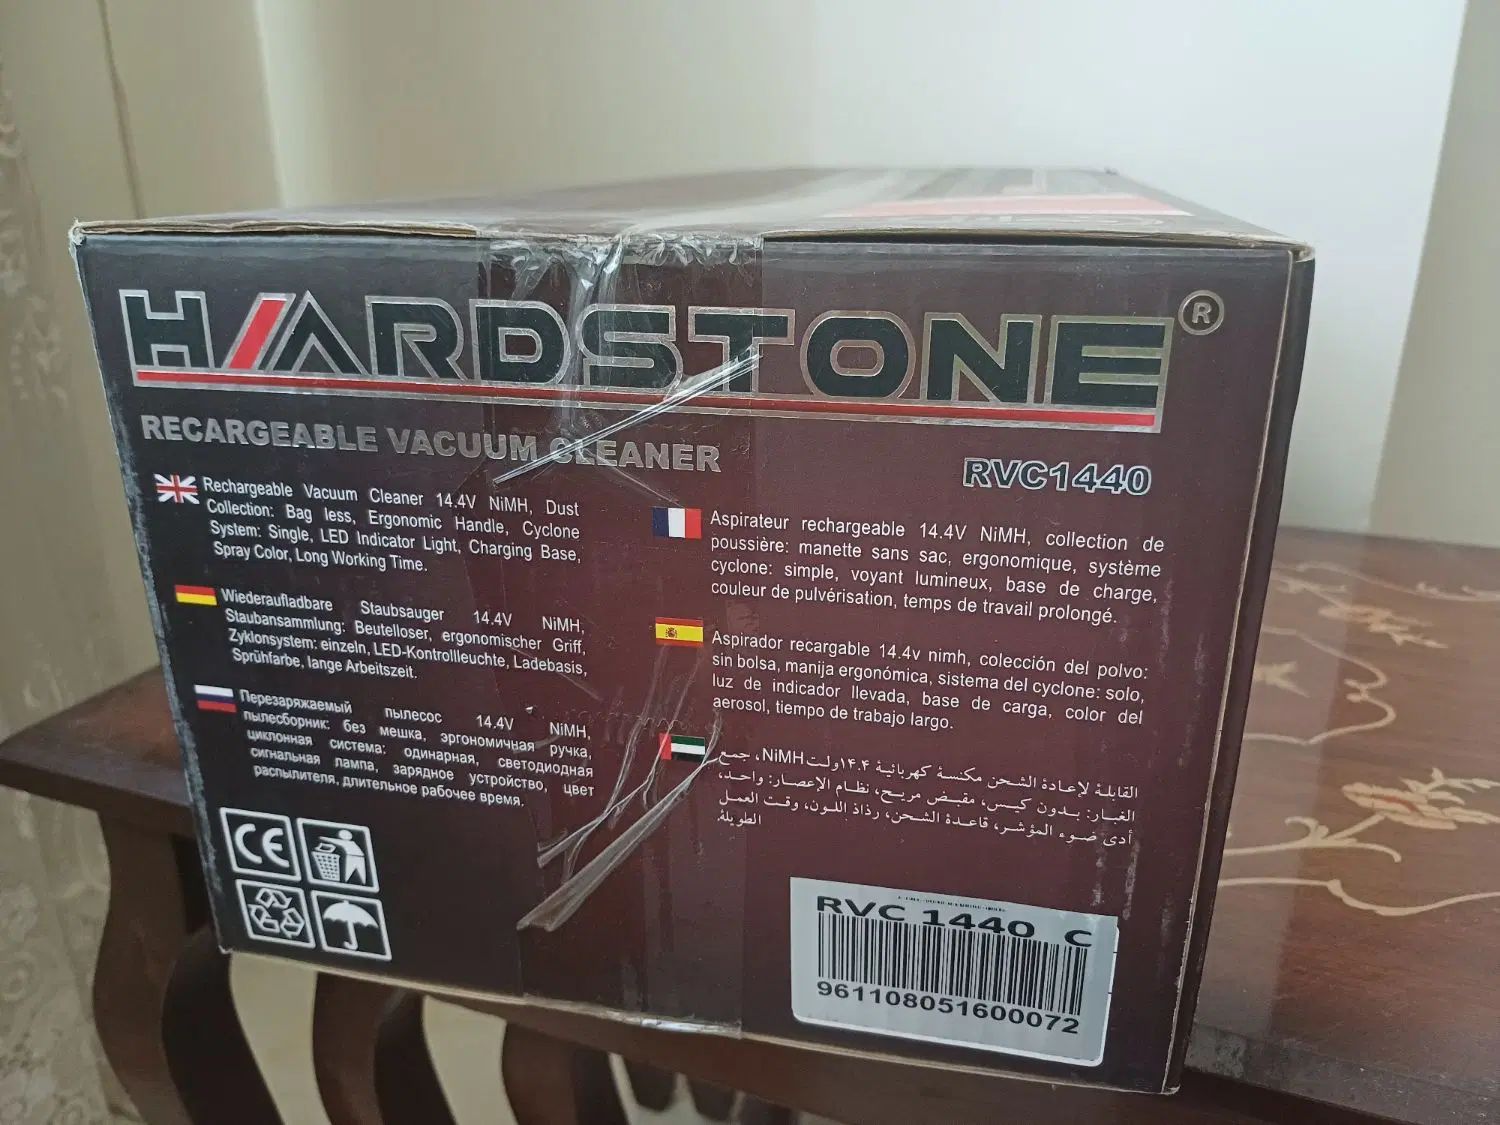 HARDSTONE®
RECARGEABLE VACUUM CLEANER
RVC1440
Rechargeable Vacuum Cleaner 14.4V NiMH, Dust
Collection: Bag less, Ergonomic Handle, Cyclone
System: Single, LED Indicator Light, Charging Base,
Spray Color, Long Working Time.
Wiederaufladbare Staubsauger 14.4V NiMH,
Staubansammlung: Beutelloser, ergonomischer Griff,
Zyklonsystem: einzeln, LED-Kontrollleuchte, Ladebasis,
Sprühfarbe, lange Arbeitszeit.
Перезаряжаемый пылесос 14.4V NiMH,
пылесборник: без мешка, эргономичная ручка,
циклонная система: одинарная, светодиодная
сигнальная лампа, зарядное устройство, цвет
распылителя, длительное рабочее время.
Aspirateur rechargeable 14.4V NiMH, collection de
poussière: manette sans sac, ergonomique, système
cyclone: simple, voyant lumineux, base de charge,
couleur de pulvérisation, temps de travail prolongé.
Aspirador recargable 14.4v nimh, colección del polvo:
sin bolsa, manija ergonómica, sistema del cyclone: solo,
luz de indicador llevada, base de carga, color del
aerosol, tiempo de trabajo largo.
القابلة لإعادة الشحن مكنسة كهربائية ١٤.٤ولت NiMH، جمع
الغبار: بدون كيس، مقبض مريح، نظام الإعصار: واحد،
أدى ضوء المؤشر، قاعدة الشحن، رذاذ اللون، وقت العمل
الطويلة.
CE
RVC 1440 C
961108051600072